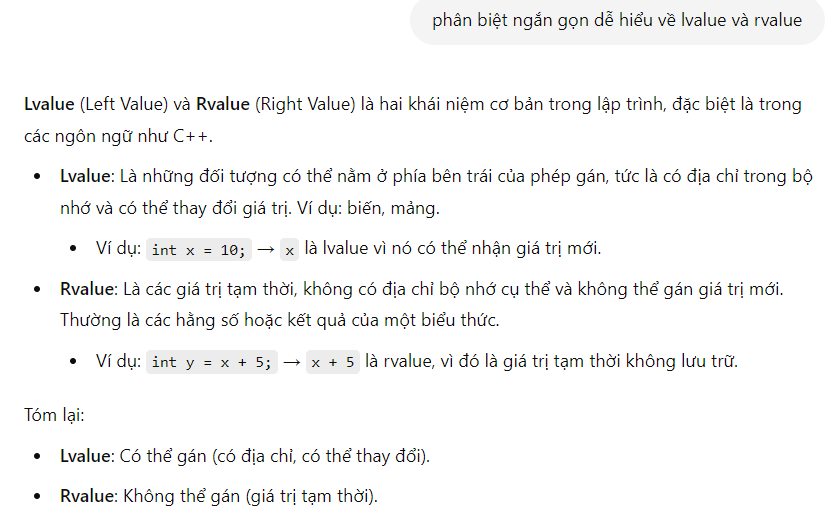 phân biệt ngắn gọn dễ hiểu về lvalue và rvalue
Lvalue (Left Value) và Rvalue (Right Value) là hai khái niệm cơ bản trong lập trình, đặc biệt là trong
các ngôn ngữ như C++.
• Lvalue: Là những đối tượng có thể nằm ở phía bên trái của phép gán, tức là có địa chỉ trong bộ
nhớ và có thể thay đổi giá trị. Ví dụ: biến, mảng.
• Ví dụ: int x = 10; → x là lvalue vì nó có thể nhận giá trị mới.
• Rvalue: Là các giá trị tạm thời, không có địa chỉ bộ nhớ cụ thể và không thể gán giá trị mới.
Thường là các hằng số hoặc kết quả của một biểu thức.
• Ví dụ: int y = x + 5; → x + 5 là rvalue, vì đó là giá trị tạm thời không lưu trữ.
Tóm lại:
• Lvalue: Có thể gán (có địa chỉ, có thể thay đổi).
• Rvalue: Không thể gán (giá trị tạm thời).